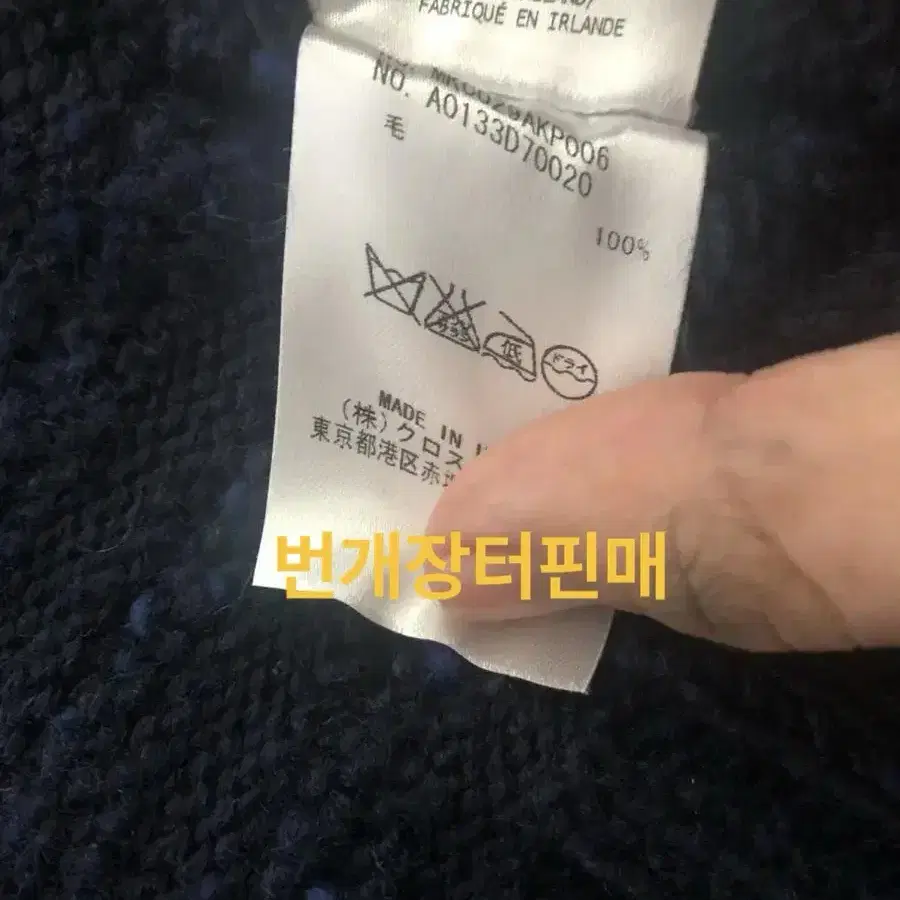 FABRIQUÉ EN IRLANDE
NO. A0133D70020
毛
100%
低
ドライ
MADE IN
(株)クロス
東京都港区赤
번개장터핀매